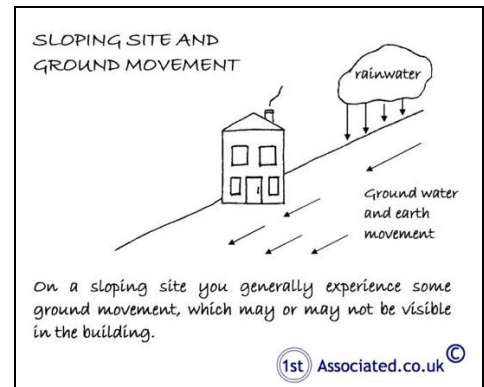 SLOPING SITE AND
GROUND MOVEMENT
rainwater
Ground water
and earth
movement
On a sloping site you generally experience some
ground movement, which may or may not be visible
in the building.
1st Associated.co.uk ©